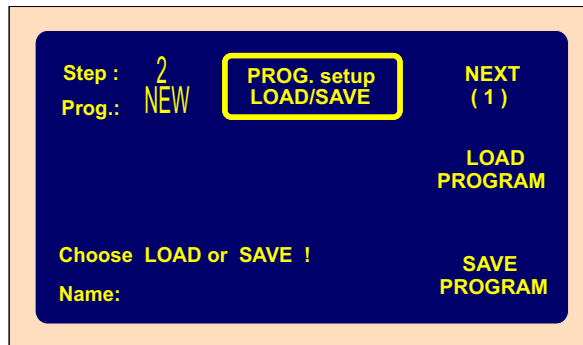 Step : 2
Prog.: NEW
PROG. setup
LOAD/SAVE
NEXT
( 1 )
LOAD
PROGRAM
Choose LOAD or SAVE !
Name:
SAVE
PROGRAM